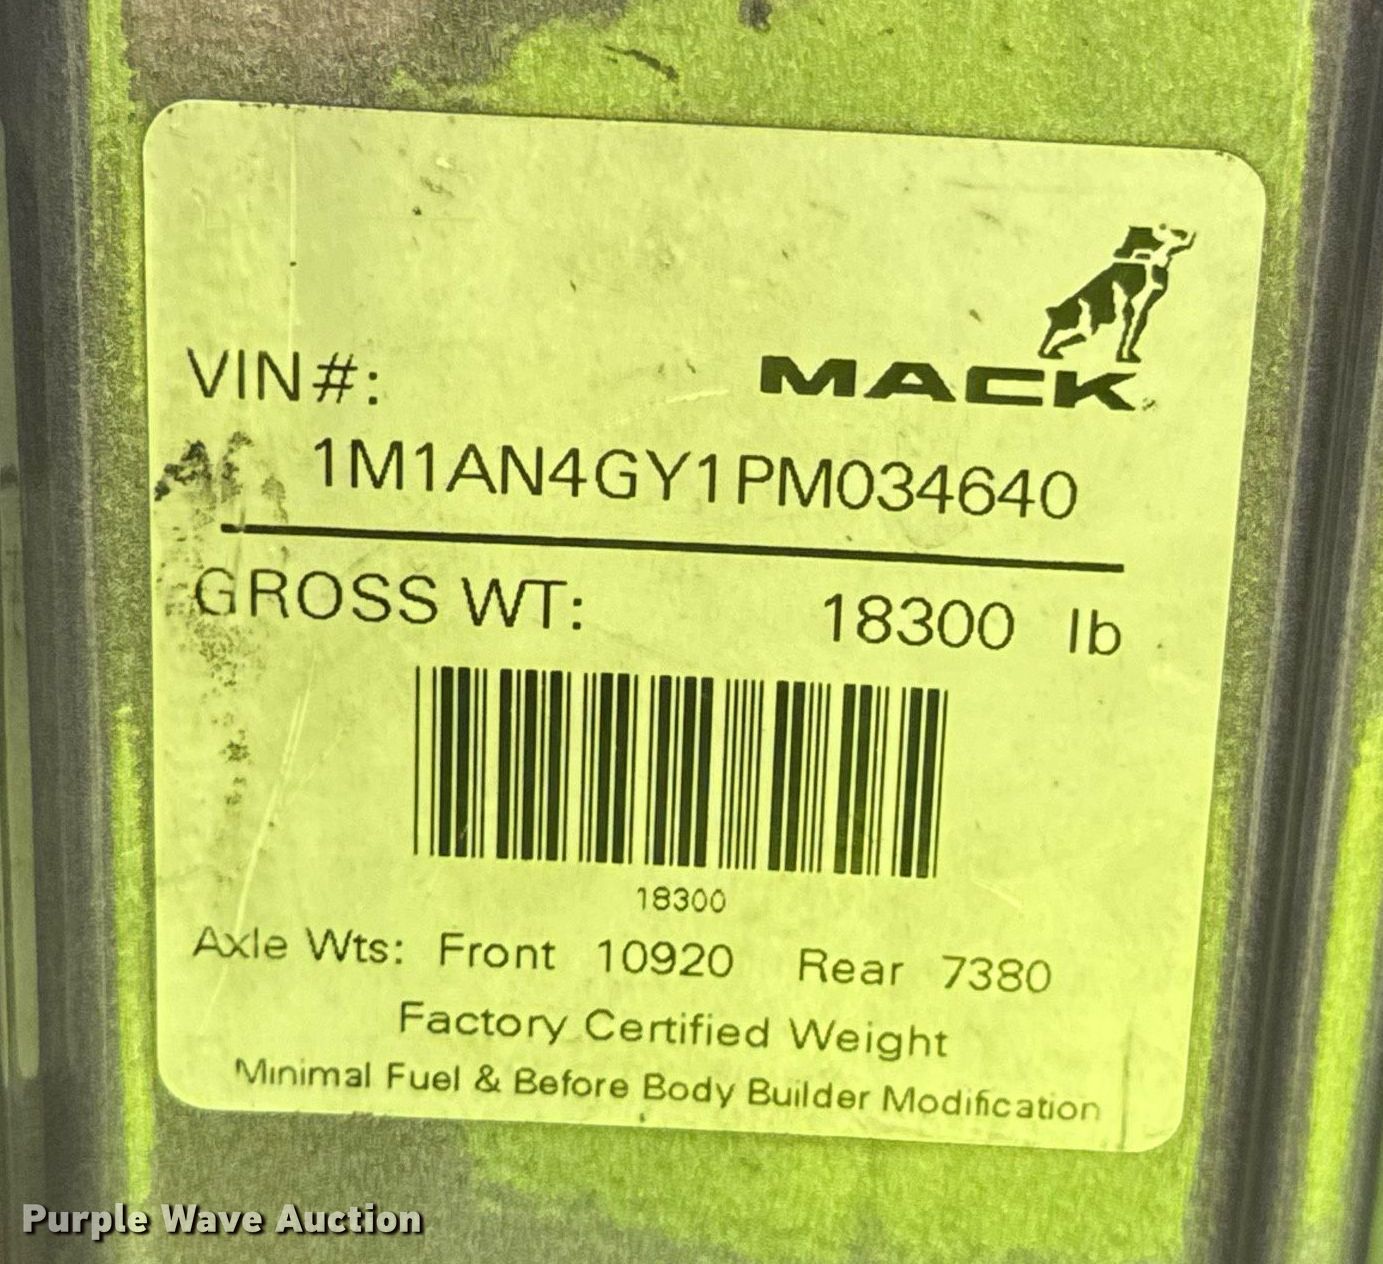 MACK
VIN#:
1M1AN4GY1PM034640
GROSS WT: 18300 lb
18300
Axle Wts: Front 10920 Rear 7380
Factory Certified Weight
Minimal Fuel & Before Body Builder Modification
Purple Wave Auction